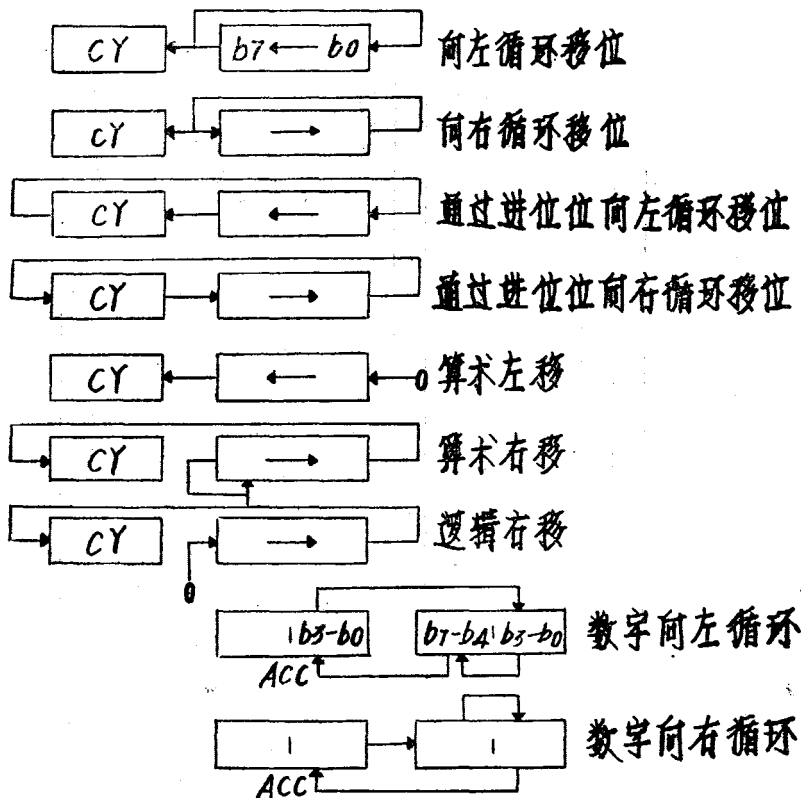 CY b7 b0 向左循环移位
CY 向右循环移位
CY 通过进位位向左循环移位
CY 通过进位位向右循环移位
CY 0 算术左移
CY 算术右移
CY 逻辑右移
0
b3-b0 b7-b4 b3-b0 数字向左循环
ACC
数字向右循环
ACC